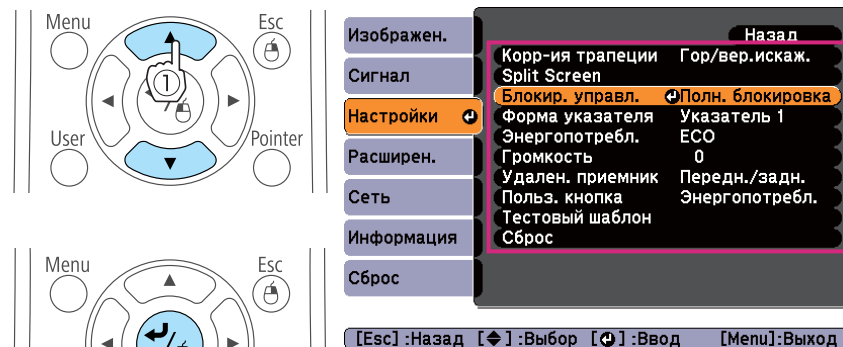 Menu
Esc
①
User
Pointer
Menu
Esc
Изображен.
Сигнал
Настройки
Расширен.
Сеть
Информация
Сброс
Назад
Корр-ия трапеции Гор/вер.искаж.
Split Screen
Блокир. управл. Полн. блокировка
Форма указателя Указатель 1
Энергопотребл. ECO
Громкость 0
Удален. приемник Передн./задн.
Польз. кнопка Энергопотребл.
Тестовый шаблон
Сброс
[Esc] :Назад [◆] :Выбор [⏎] :Ввод [Menu]:Выход